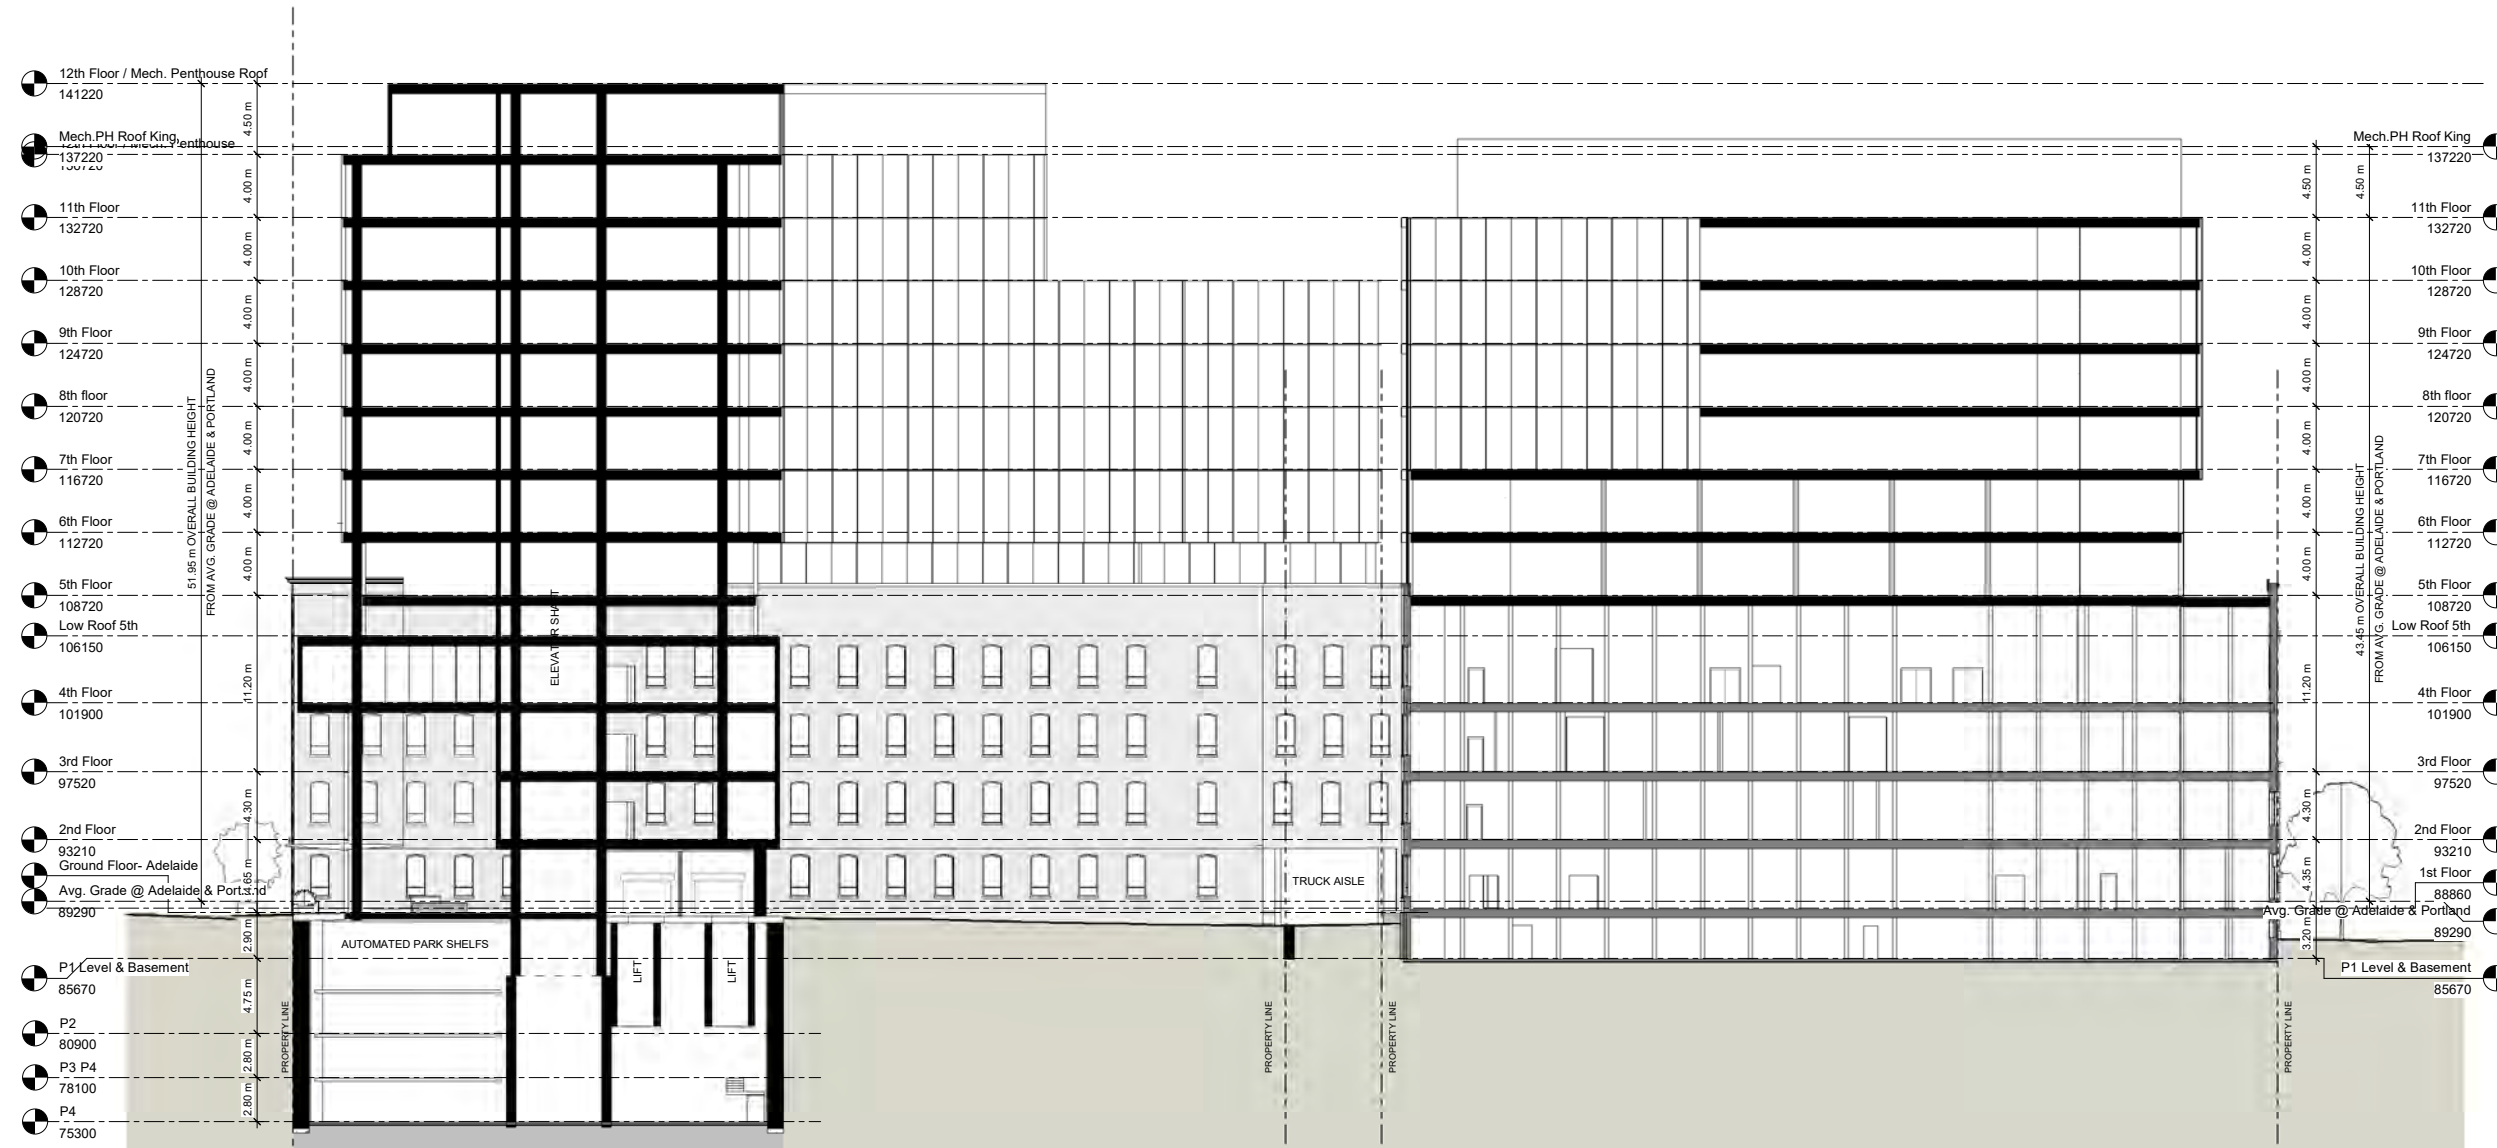 12th Floor / Mech. Penthouse Roof
141220
Mech.PH Roof King
12th Floor / Mech. Penthouse
137220
136720
11th Floor
132720
10th Floor
128720
9th Floor
124720
8th floor
120720
7th Floor
116720
6th Floor
112720
5th Floor
108720
Low Roof 5th
106150
4th Floor
101900
3rd Floor
97520
2nd Floor
93210
Ground Floor- Adelaide
Avg. Grade @ Adelaide & Portland
89290
P1 Level & Basement
85670
P2
80900
P3 P4
78100
P4
75300
51.95 m OVERALL BUILDING HEIGHT
FROM AVG. GRADE @ ADELAIDE & PORTLAND
4.50 m
4.00 m
4.00 m
4.00 m
4.00 m
4.00 m
4.00 m
4.00 m
11.20 m
4.30 m
4.65 m
2.90 m
4.75 m
2.80 m
2.80 m
PROPERTY LINE
ELEVATOR SHAFT
AUTOMATED PARK SHELFS
LIFT
LIFT
TRUCK AISLE
PROPERTY LINE
PROPERTY LINE
PROPERTY LINE
4.50 m
4.00 m
4.00 m
4.00 m
4.00 m
4.00 m
4.00 m
11.20 m
4.30 m
4.35 m
3.20 m
4.50 m
43.45 m OVERALL BUILDING HEIGHT
FROM AVG. GRADE @ ADELAIDE & PORTLAND
Mech.PH Roof King
137220
11th Floor
132720
10th Floor
128720
9th Floor
124720
8th floor
120720
7th Floor
116720
6th Floor
112720
5th Floor
108720
Low Roof 5th
106150
4th Floor
101900
3rd Floor
97520
2nd Floor
93210
1st Floor
88860
Avg. Grade @ Adelaide & Portland
89290
P1 Level & Basement
85670